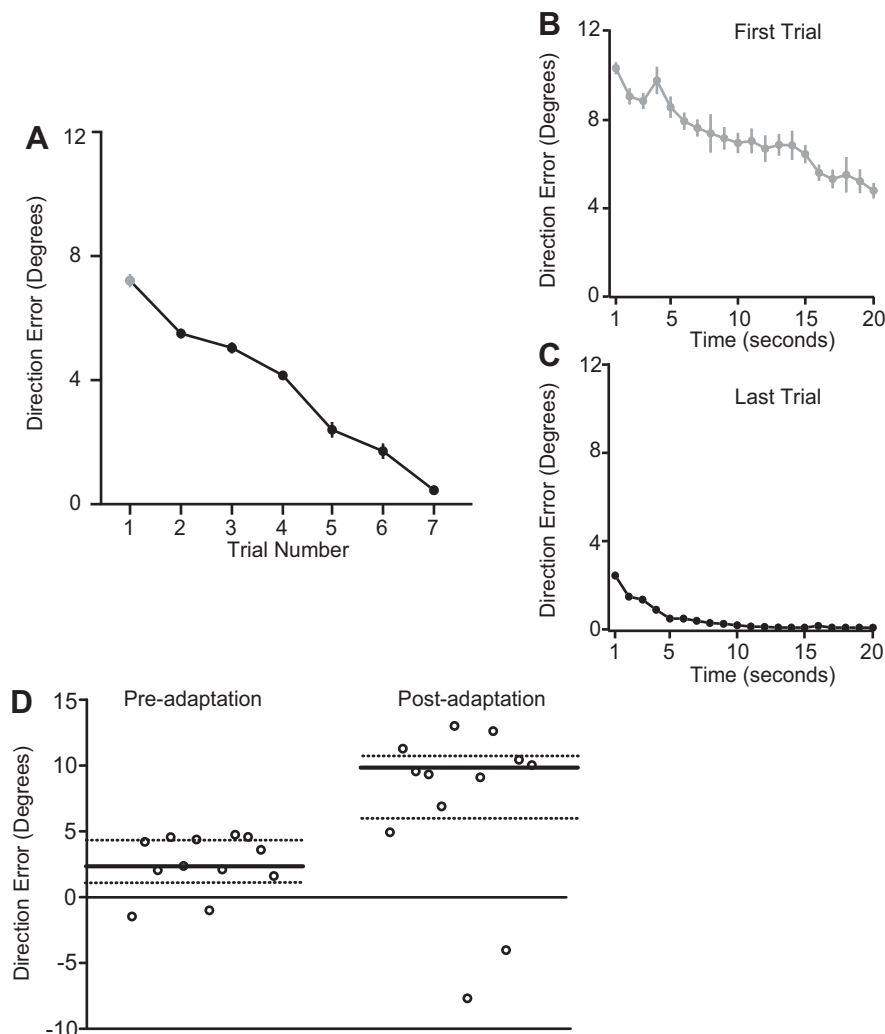 A
12
8
4
0
Direction Error (Degrees)
1 2 3 4 5 6 7
Trial Number
B
First Trial
12
8
4
0
Direction Error (Degrees)
1 5 10 15 20
Time (seconds)
C
Last Trial
12
8
4
0
Direction Error (Degrees)
1 5 10 15 20
Time (seconds)
D
Pre-adaptation Post-adaptation
15
10
5
0
-5
-10
Direction Error (Degrees)